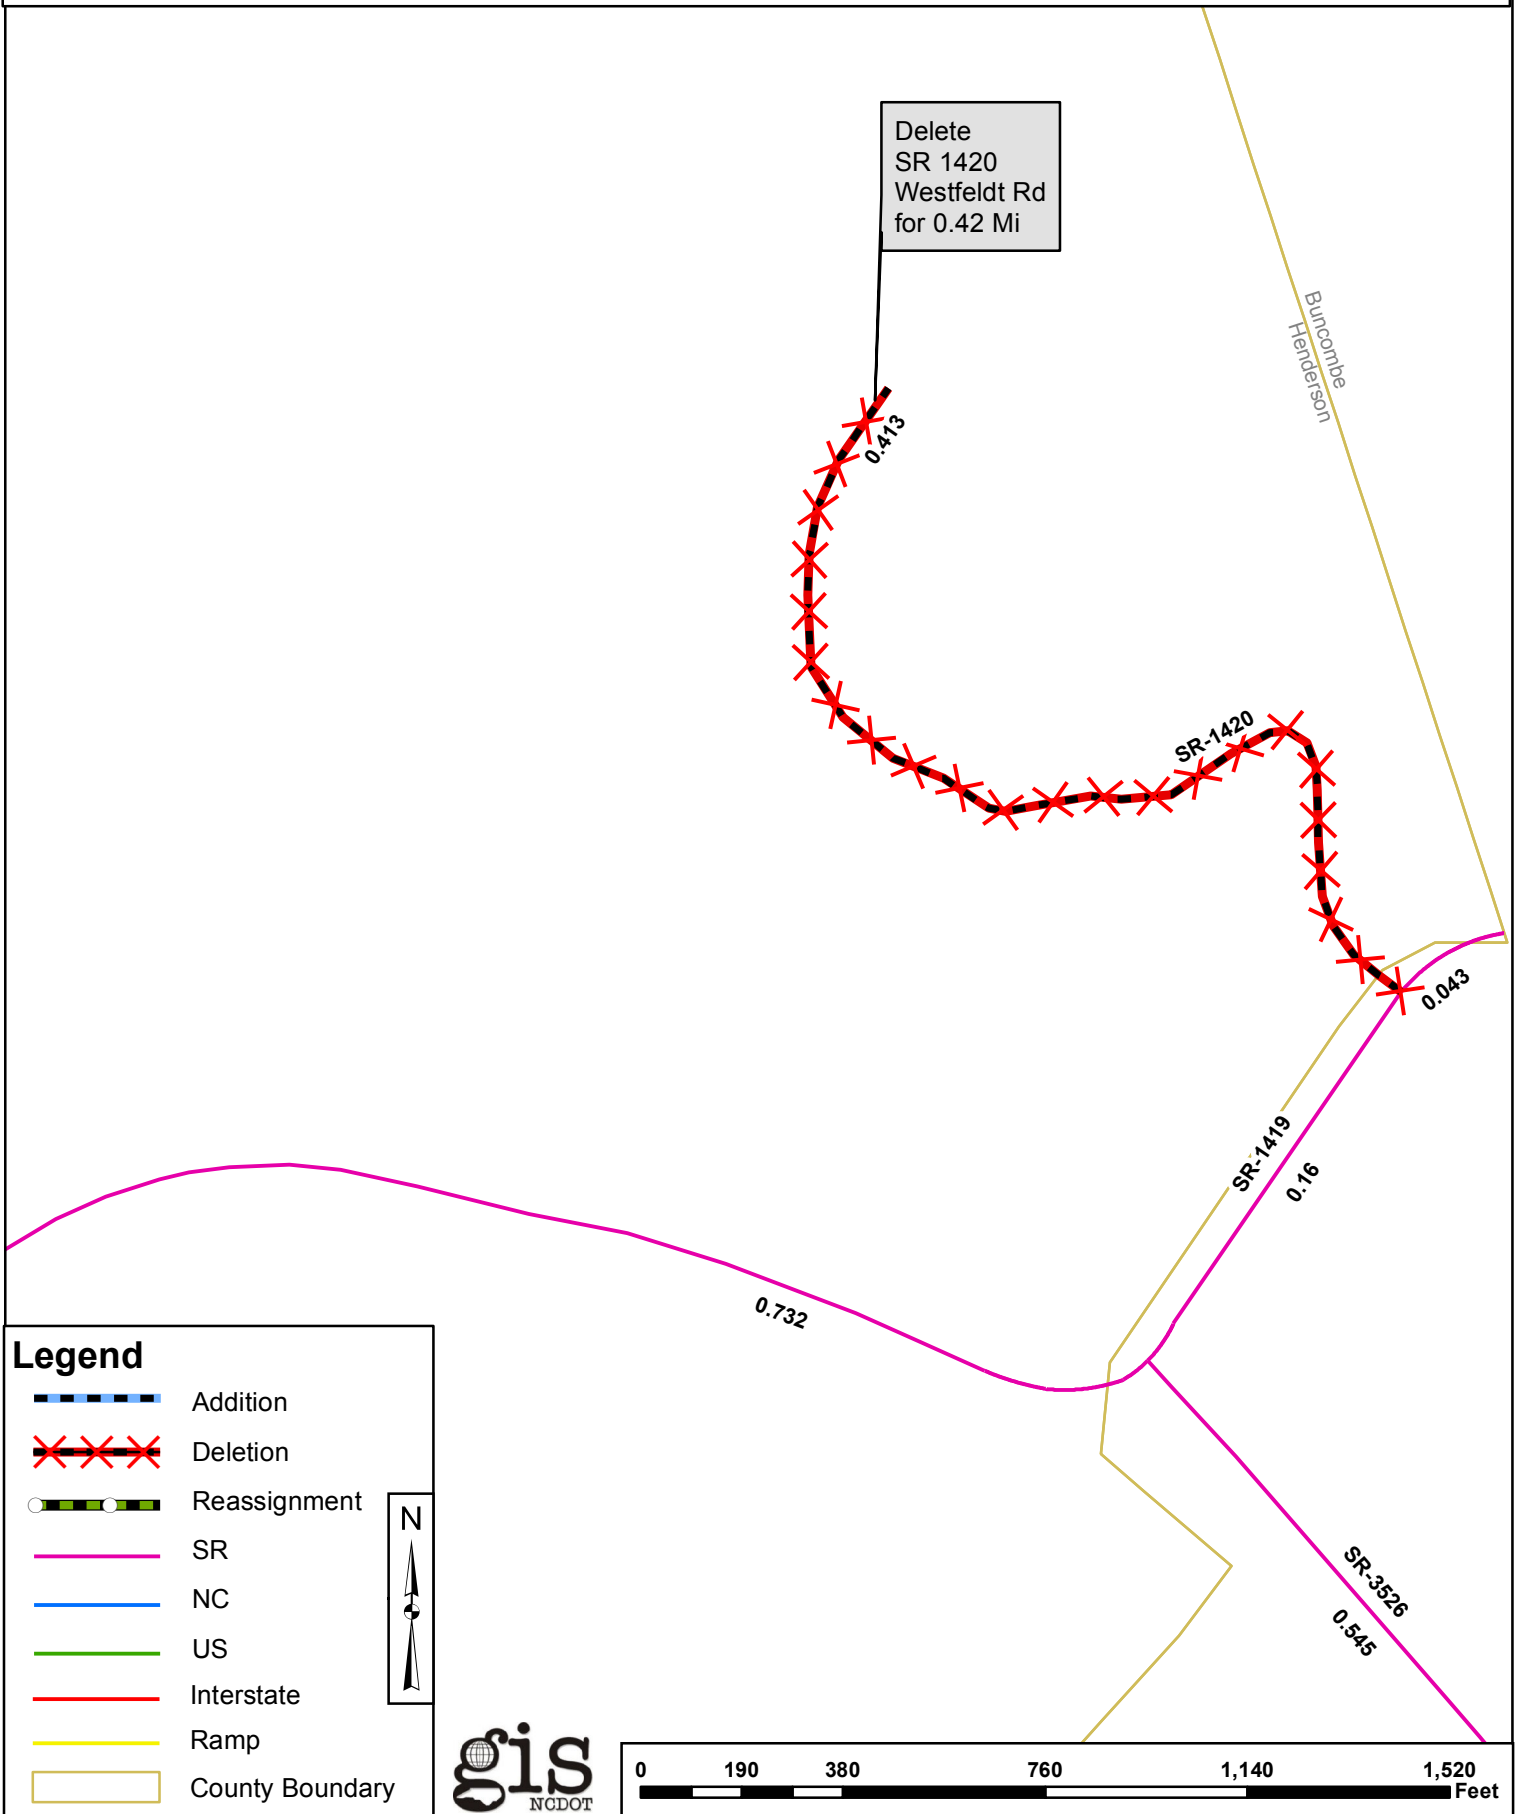 Delete
SR 1420
Westfeldt Rd
for 0.42 Mi
Buncombe
Henderson
0.413
SR-1420
0.043
SR-1419
0.16
0.732
SR-3526
0.545
Legend
Addition
Deletion
Reassignment
SR
NC
US
Interstate
Ramp
County Boundary
N
gis
NCDOT
0 190 380 760 1,140 1,520
Feet